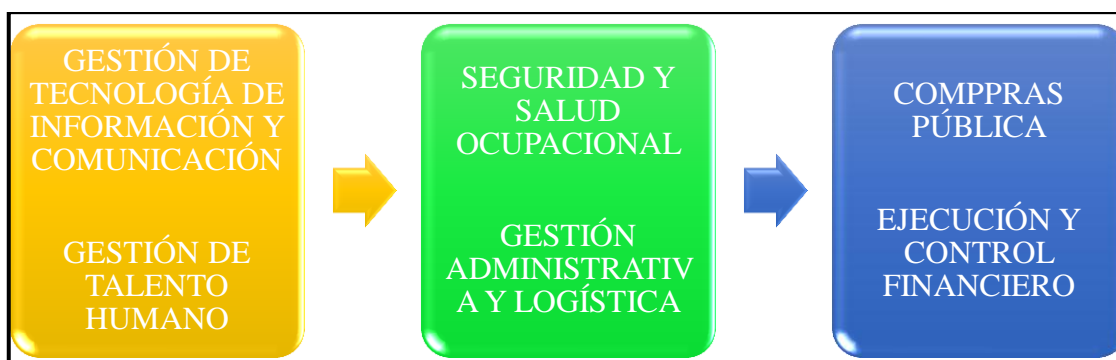 GESTIÓN DE
TECNOLOGÍA DE
INFORMACIÓN Y
COMUNICACIÓN
GESTIÓN DE
TALENTO
HUMANO
SEGURIDAD Y
SALUD
OCUPACIONAL
GESTIÓN
ADMINISTRATIV
A Y LOGÍSTICA
COMPPRAS
PÚBLICA
EJECUCIÓN Y
CONTROL
FINANCIERO